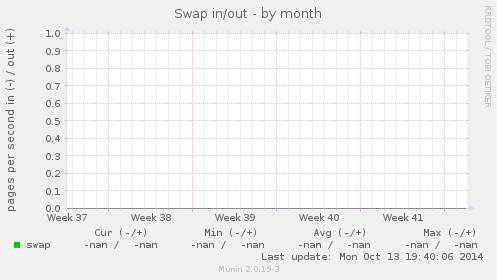 Swap in/out - by month
RRDTOOL / TOBI OETIKER
pages per second in (-) / out (+)
1.0
0.9
0.8
0.7
0.6
0.5
0.4
0.3
0.2
0.1
0.0
Week 37 Week 38 Week 39 Week 40 Week 41
Cur (-/+) Min (-/+) Avg (-/+) Max (-/+)
swap -nan / -nan -nan / -nan -nan / -nan -nan / -nan
Last update: Mon Oct 13 19:40:06 2014
Munin 2.0.19-3